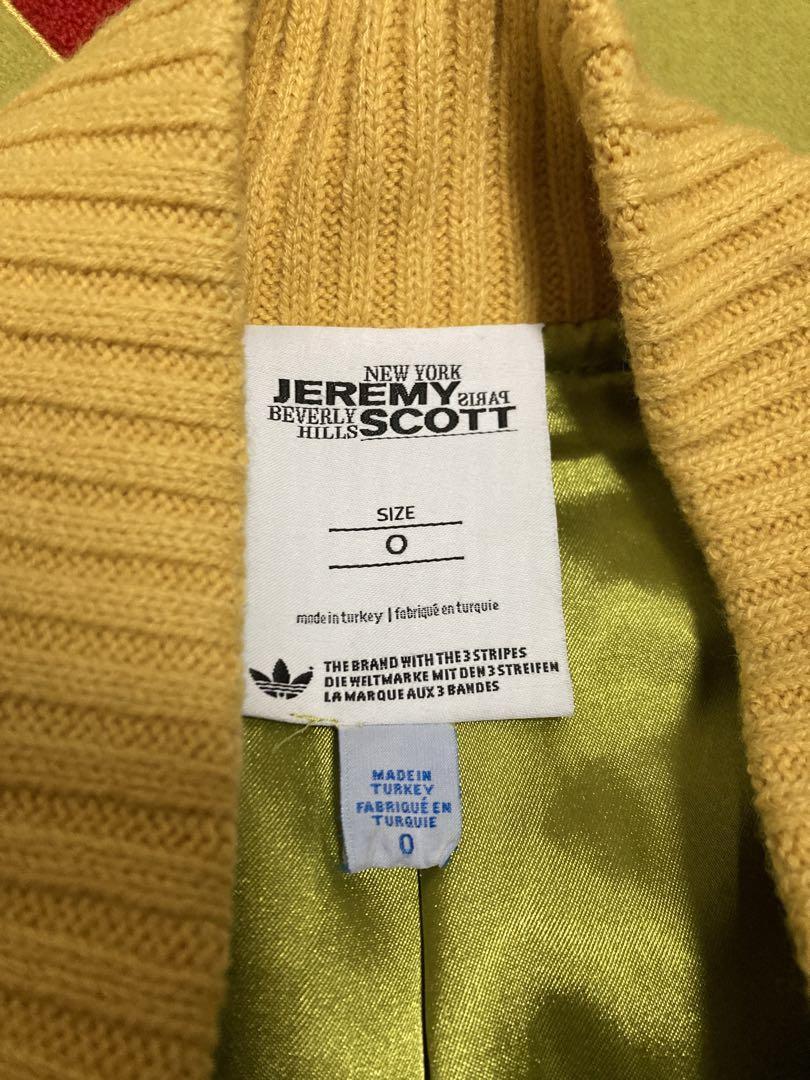 NEW YORK
JEREMY PARIS
BEVERLY HILLS SCOTT
SIZE
O
made in turkey | fabriqué en turquie
THE BRAND WITH THE 3 STRIPES
DIE WELTMARKE MIT DEN 3 STREIFEN
LA MARQUE AUX 3 BANDES
MADE IN
TURKEY
FABRIQUÉ EN
TURQUIE
0